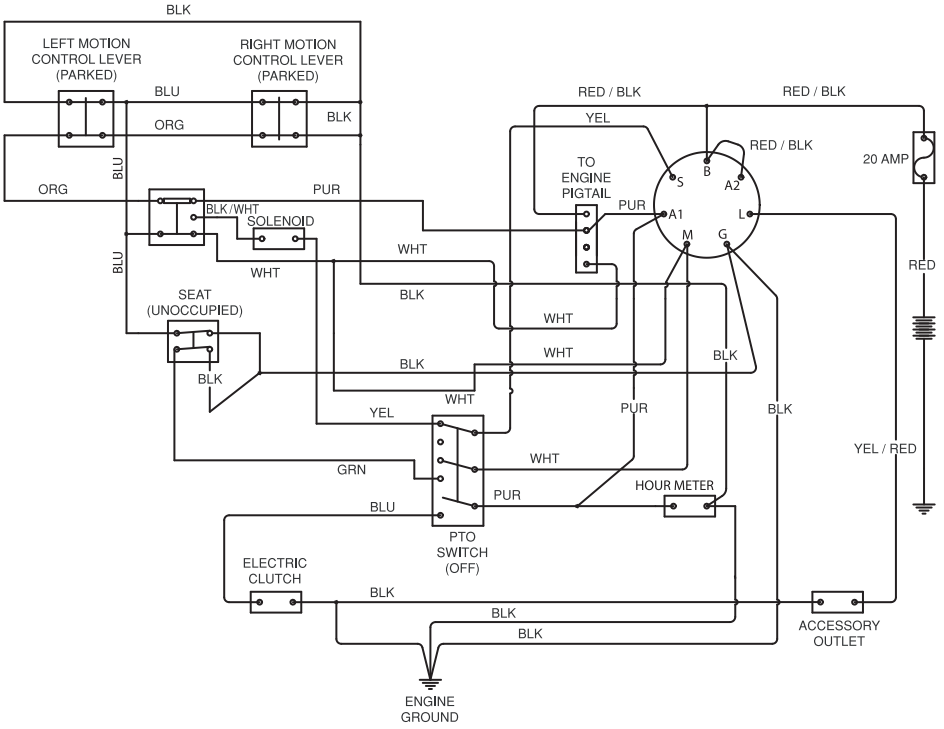 BLK
LEFT MOTION
CONTROL LEVER
(PARKED)
RIGHT MOTION
CONTROL LEVER
(PARKED)
BLU
BLK
ORG
RED / BLK
RED / BLK
YEL
RED / BLK
20 AMP
BLU
TO
ENGINE
PIGTAIL
B
S
A2
ORG
PUR
BLK/WHT
SOLENOID
PUR
A1
L
M
G
WHT
WHT
BLU
BLK
RED
SEAT
(UNOCCUPIED)
WHT
WHT
BLK
BLK
BLK
WHT
YEL
PUR
BLK
GRN
WHT
YEL / RED
PUR
HOUR METER
BLU
PTO
SWITCH
(OFF)
ELECTRIC
CLUTCH
BLK
BLK
BLK
ACCESSORY
OUTLET
ENGINE
GROUND